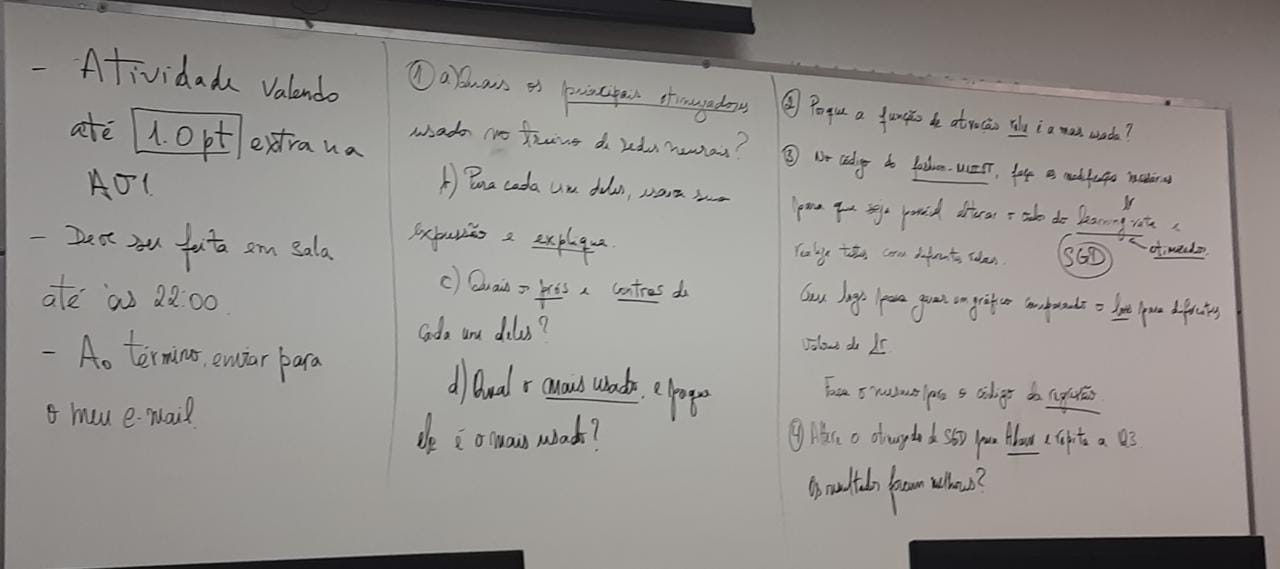 - Atividade valendo
até 1.0 pt extra na
AO1.
- Deve ser feita em sala
até às 22:00.
- Ao término, enviar para
o meu e-mail.
① a) Quais os principais otimizadores
usados no treino de redes neurais?
b) Para cada um deles, sua
expressão e explique.
c) Quais o prós e contras de
cada um deles?
d) Qual o mais usado, e porque
ele é o mais usado?
② Porque a função de ativação relu é a mais usada?
③ No código do fashion-MNIST, faça as modificações necessárias
lr
para que seja possível alterar o valor do learning rate e
realize testes com diferentes valores. SGD ← otimizador.
Gere logs para gerar um gráfico comparando o loss para diferentes
valores de lr.
Faça o mesmo para o código da regressão
④ Altere o otimizador de SGD para Adam e repita a Q3.
Os resultados foram melhores?